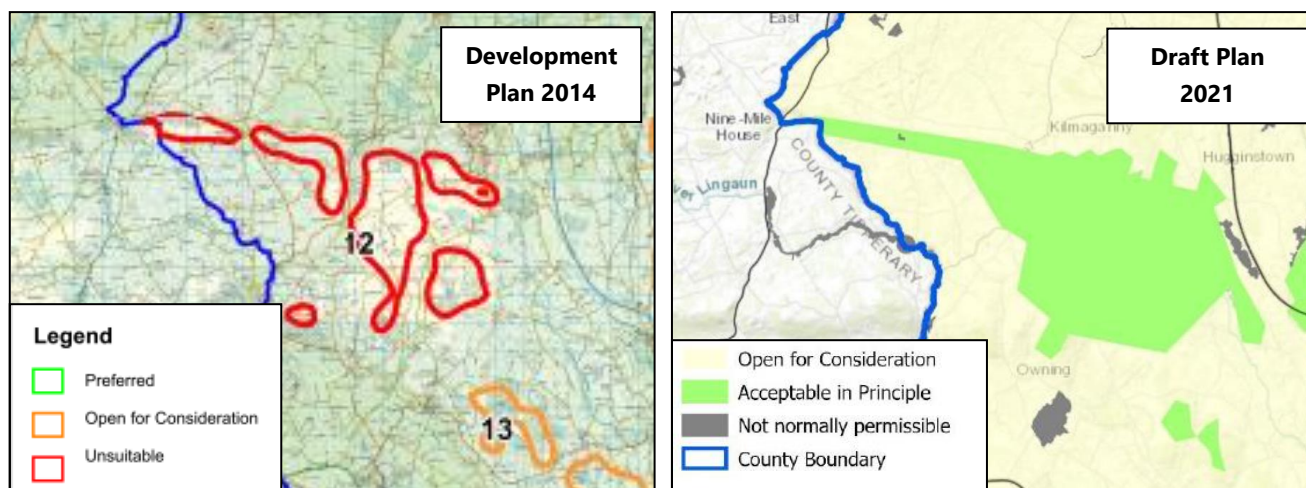 Development
Plan 2014
12
13
Legend
Preferred
Open for Consideration
Unsuitable
East
Draft Plan
2021
Nine-Mile
House
Kilmaganny
Hugginstown
Lingaun
COUNTY TIPPERARY
Owning
Open for Consideration
Acceptable in Principle
Not normally permissible
County Boundary